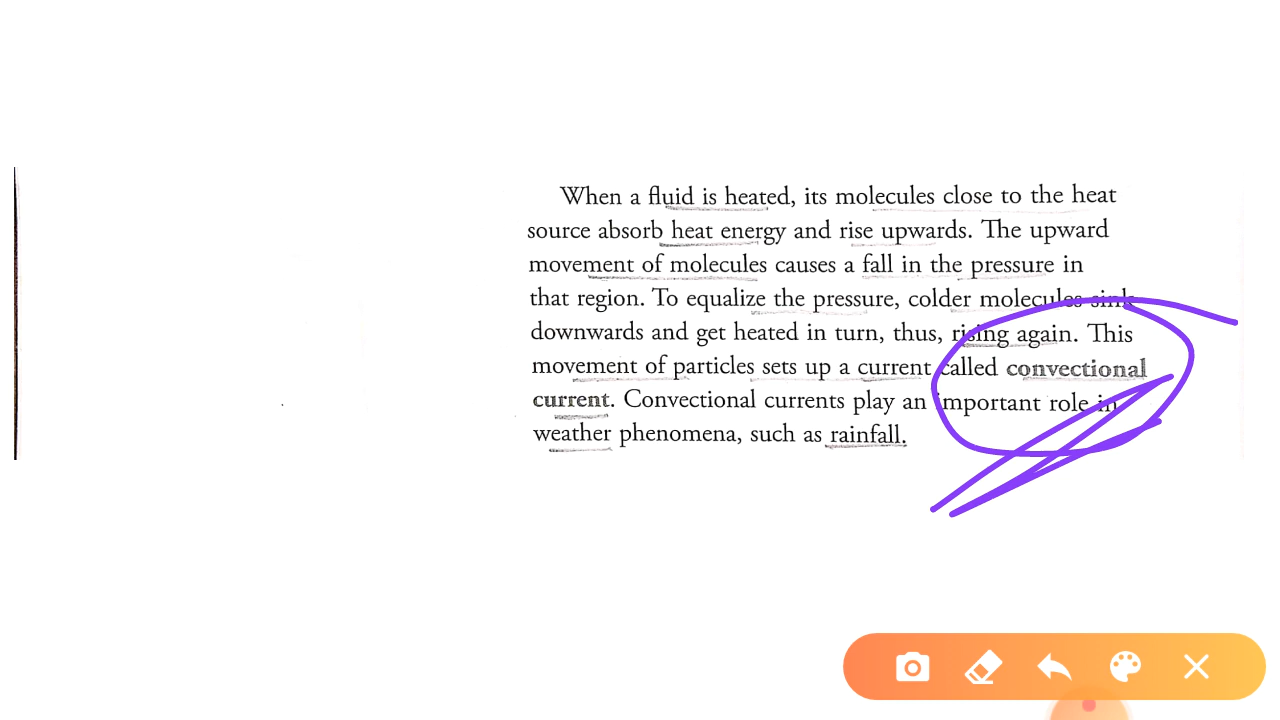 When a fluid is heated, its molecules close to the heat
source absorb heat energy and rise upwards. The upward
movement of molecules causes a fall in the pressure in
that region. To equalize the pressure, colder molecules sink
downwards and get heated in turn, thus, rising again. This
movement of particles sets up a current called convectional
current. Convectional currents play an important role in
weather phenomena, such as rainfall.